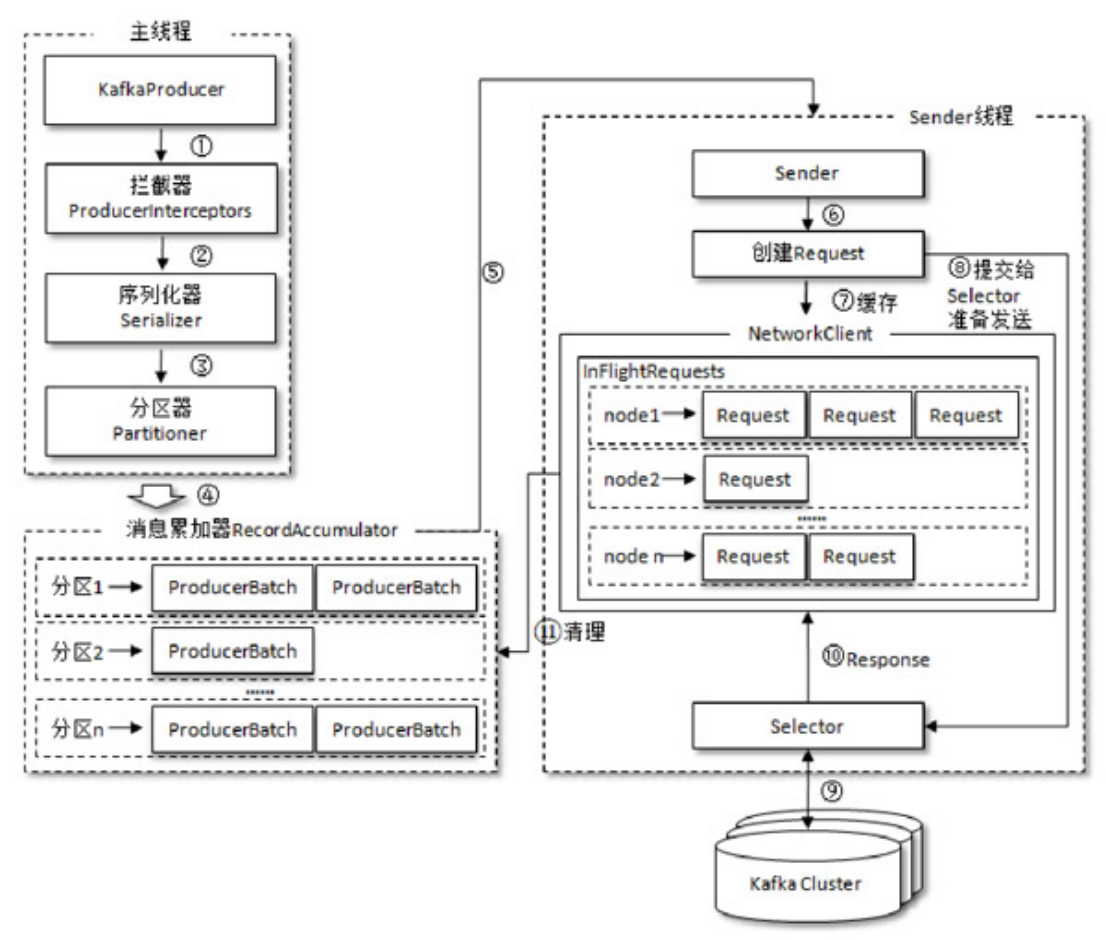 主线程
KafkaProducer
①
拦截器
ProducerInterceptors
②
序列化器
Serializer
③
分区器
Partitioner
④
消息累加器RecordAccumulator
分区1
ProducerBatch
ProducerBatch
分区2
ProducerBatch
......
分区n
ProducerBatch
ProducerBatch
⑤
Sender线程
Sender
⑥
创建Request
⑦缓存
⑧提交给
Selector
准备发送
NetworkClient
InFlightRequests
node1
Request
Request
Request
node2
Request
......
node n
Request
Request
⑪清理
⑩Response
Selector
⑨
Kafka Cluster